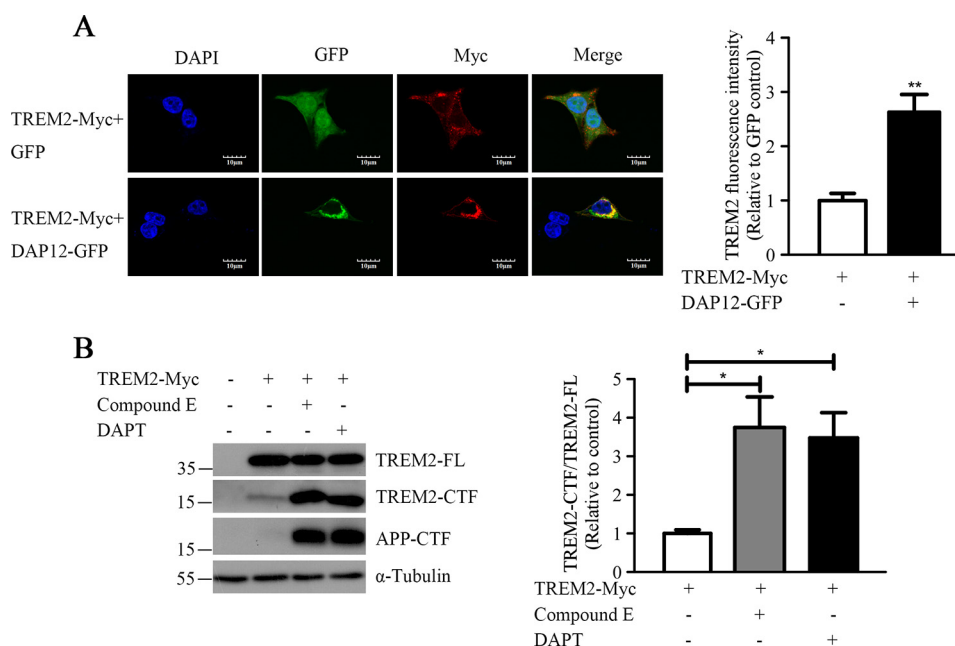 A
DAPI GFP Myc Merge
TREM2-Myc+
GFP
10μm 10μm 10μm 10μm
TREM2-Myc+
DAP12-GFP
10μm 10μm 10μm 10μm
TREM2 fluorescence intensity
(Relative to GFP control)
4
3
2
1
0
**
TREM2-Myc + +
DAP12-GFP - +
B
TREM2-Myc - + + +
Compound E - - + -
DAPT - - - +
35 TREM2-FL
15 TREM2-CTF
15 APP-CTF
55 α-Tubulin
TREM2-CTF/TREM2-FL
(Relative to control)
5
4
3
2
1
0
*
*
TREM2-Myc + + +
Compound E - + -
DAPT - - +